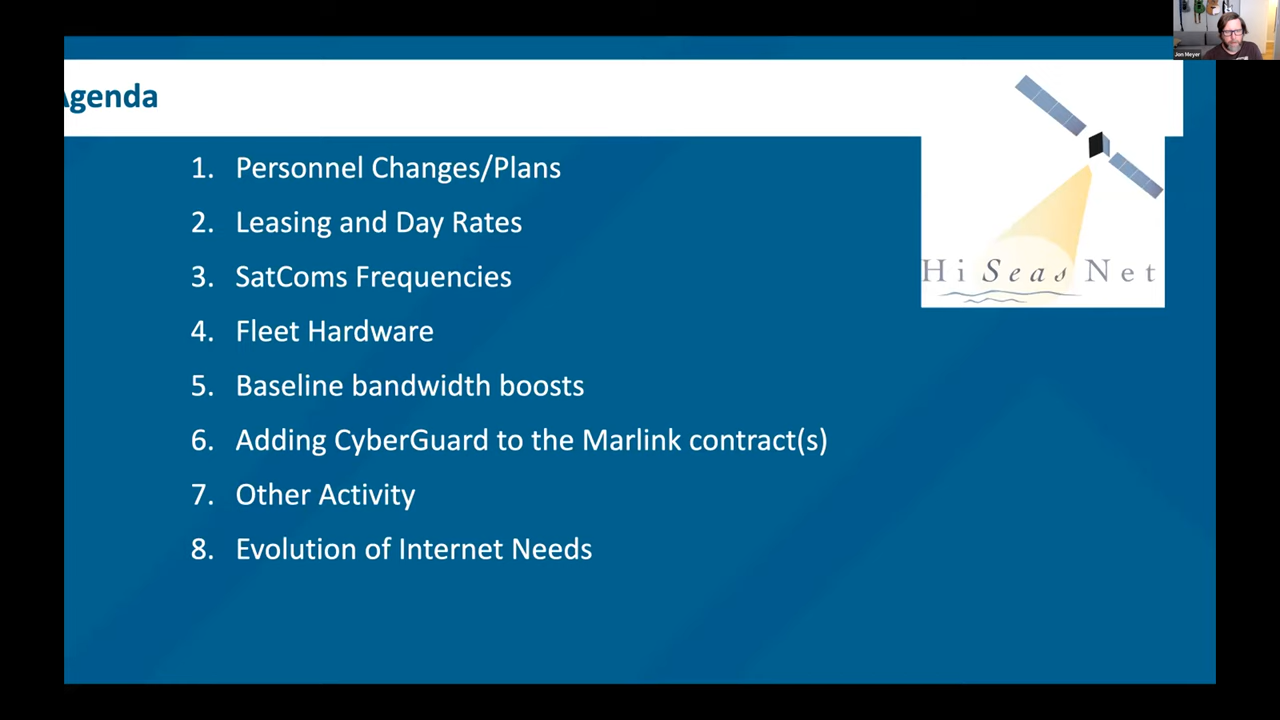 Jon Meyer
Agenda
1. Personnel Changes/Plans
2. Leasing and Day Rates
3. SatComs Frequencies
4. Fleet Hardware
5. Baseline bandwidth boosts
6. Adding CyberGuard to the Marlink contract(s)
7. Other Activity
8. Evolution of Internet Needs
Hi Seas Net